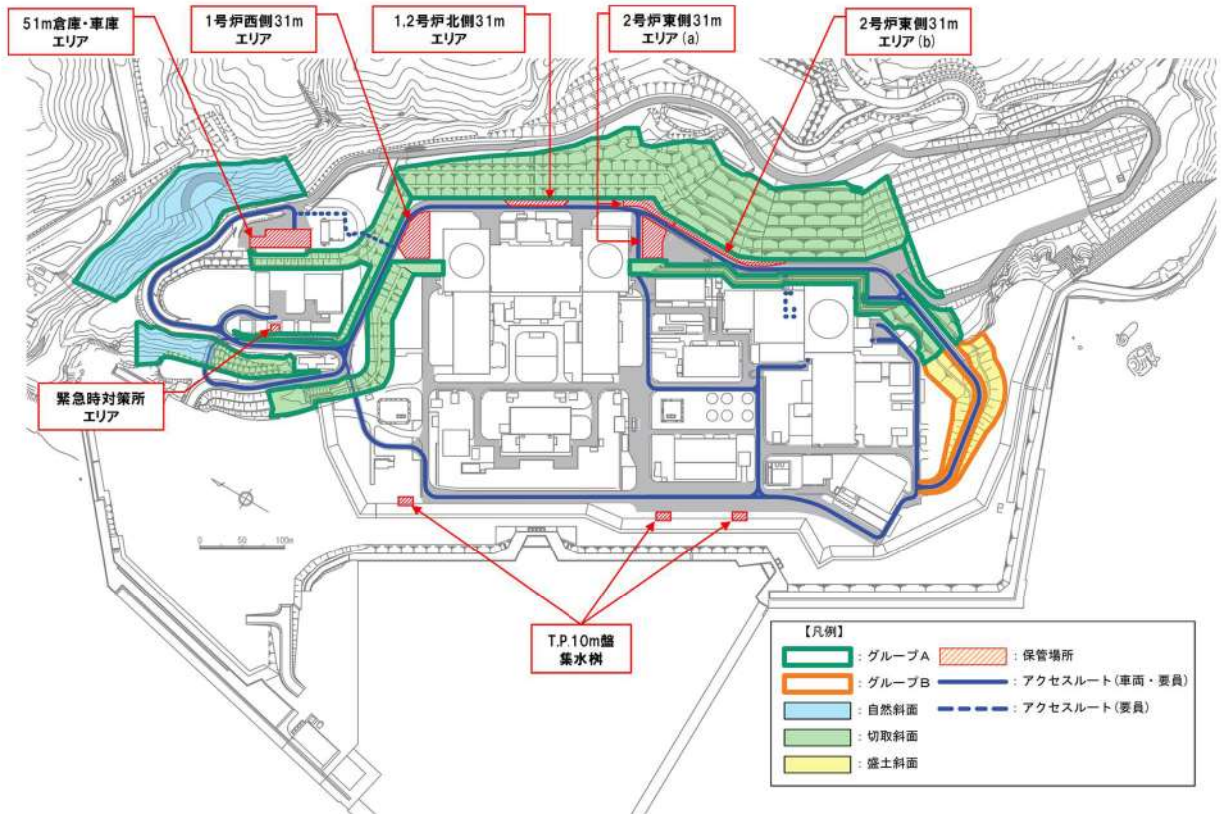 51m倉庫・車庫
エリア
1号炉西側31m
エリア
1,2号炉北側31m
エリア
2号炉東側31m
エリア(a)
2号炉東側31m
エリア(b)
緊急時対策所
エリア
0 50 100m
T.P.10m盤
集水桝
【凡例】
:グループA
:グループB
:自然斜面
:切取斜面
:盛土斜面
:保管場所
:アクセスルート(車両・要員)
:アクセスルート(要員)